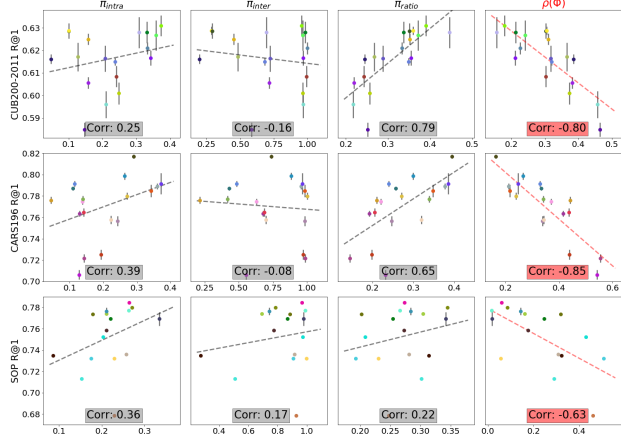 π_intra π_inter π_ratio ρ(Φ)
CUB200-2011 R@1
0.63
0.62
0.61
0.60
0.59
Corr: 0.25 Corr: -0.16 Corr: 0.79 Corr: -0.80
0.1 0.2 0.3 0.4 0.25 0.50 0.75 1.00 0.2 0.3 0.4 0.5 0.1 0.2 0.3 0.4 0.5
CARS196 R@1
0.82
0.80
0.78
0.76
0.74
0.72
0.70
Corr: 0.39 Corr: -0.08 Corr: 0.65 Corr: -0.85
0.1 0.2 0.3 0.4 0.25 0.50 0.75 1.00 0.1 0.2 0.3 0.4 0.2 0.4 0.6
SOP R@1
0.78
0.76
0.74
0.72
0.70
0.68
Corr: 0.36 Corr: 0.17 Corr: 0.22 Corr: -0.63
0.1 0.2 0.3 0.4 0.6 0.8 1.0 0.20 0.25 0.30 0.35 0.0 0.2 0.4